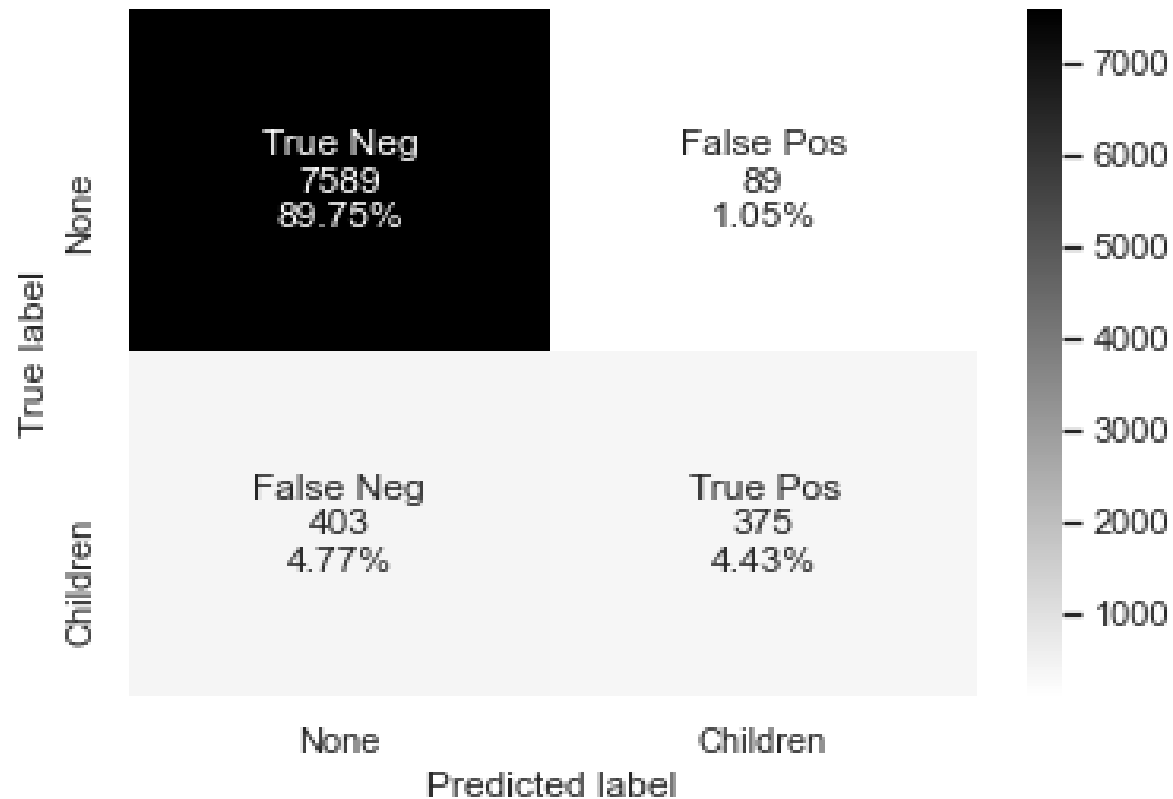 True Neg
7589
89.75%
False Pos
89
1.05%
False Neg
403
4.77%
True Pos
375
4.43%
None
Children
True label
None
Children
Predicted label
7000
6000
5000
4000
3000
2000
1000